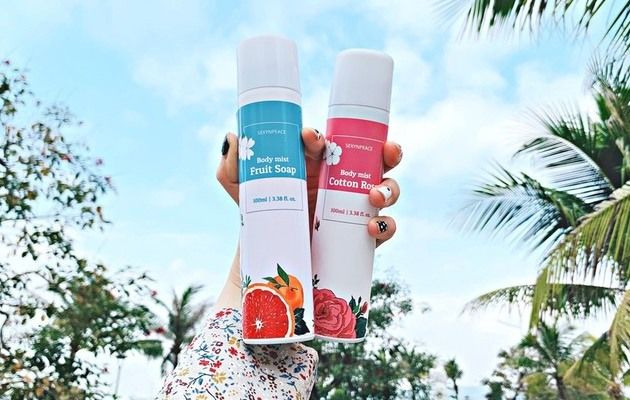 SEXYNPEACE
Body mist
Fruit Soap
100ml | 3.38 fl. oz.
SEXYNPEACE
Body mist
Cotton Rose
100ml | 3.38 fl. oz.